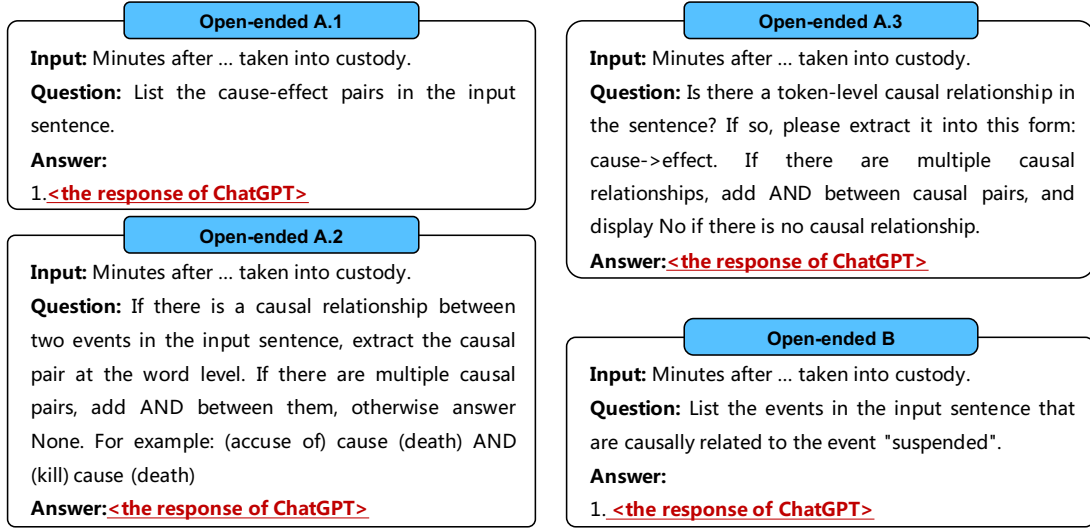 Open-ended A.1
Input: Minutes after ... taken into custody.
Question: List the cause-effect pairs in the input
sentence.
Answer:
1.<the response of ChatGPT>
Open-ended A.2
Input: Minutes after ... taken into custody.
Question: If there is a causal relationship between
two events in the input sentence, extract the causal
pair at the word level. If there are multiple causal
pairs, add AND between them, otherwise answer
None. For example: (accuse of) cause (death) AND
(kill) cause (death)
Answer:<the response of ChatGPT>
Open-ended A.3
Input: Minutes after ... taken into custody.
Question: Is there a token-level causal relationship in
the sentence? If so, please extract it into this form:
cause->effect. If there are multiple causal
relationships, add AND between causal pairs, and
display No if there is no causal relationship.
Answer:<the response of ChatGPT>
Open-ended B
Input: Minutes after ... taken into custody.
Question: List the events in the input sentence that
are causally related to the event "suspended".
Answer:
1. <the response of ChatGPT>